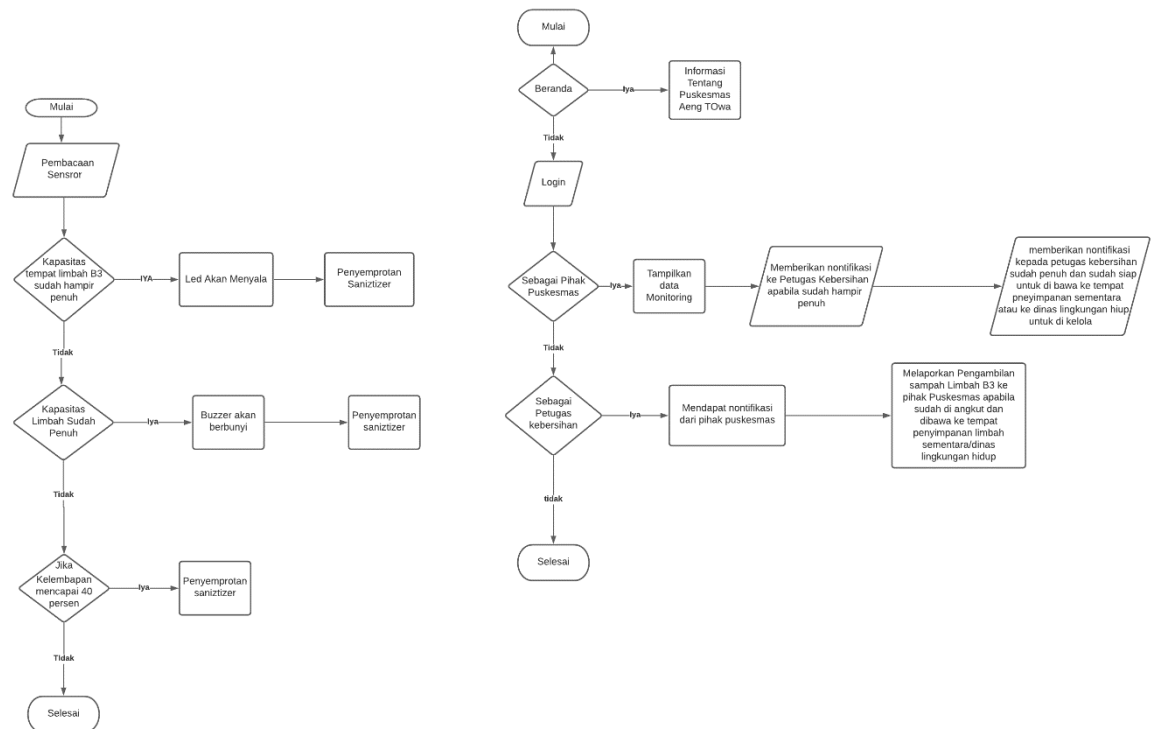 Mulai
Pembacaan
Sensror
Kapasitas
tempat limbah B3
sudah hampir
penuh
IYA
Led Akan Menyala
Penyemprotan
Saniztizer
Tidak
Kapasitas
Limbah Sudah
Penuh
Iya
Buzzer akan
berbunyi
Penyemprotan
saniztizer
Tidak
Jika
Kelembapan
mencapai 40
persen
Iya
Penyemprotan
saniztizer
Tidak
Selesai
Mulai
Beranda
Iya
Informasi
Tentang
Puskesmas
Aeng TOwa
Tidak
Login
Sebagai Pihak
Puskesmas
Iya
Tampilkan
data
Monitoring
Memberikan nontifikasi
ke Petugas Kebersihan
apabila sudah hampir
penuh
memberikan nontifikasi
kepada petugas kebersihan
sudah penuh dan sudah siap
untuk di bawa ke tempat
pneyimpanan sementara
atau ke dinas lingkungan hiup
untuk di kelola
Tidak
Sebagai
Petugas
kebersihan
Iya
Mendapat nontifikasi
dari pihak puskesmas
Melaporkan Pengambilan
sampah Limbah B3 ke
pihak Puskesmas apabila
sudah di angkut dan
dibawa ke tempat
penyimpanan limbah
sementara/dinas
lingkungan hidup
tidak
Selesai